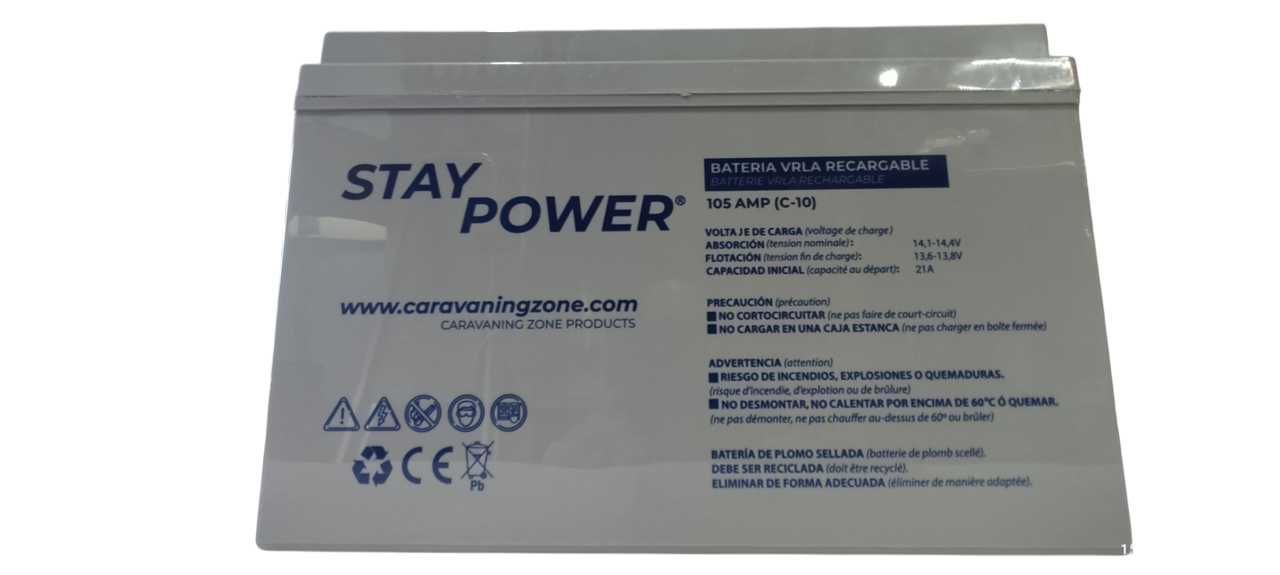 STAY
POWER®
www.caravaningzone.com
CARAVANING ZONE PRODUCTS
Pb
BATERIA VRLA RECARGABLE
BATTERIE VRLA RECHARGABLE
105 AMP (C-10)
VOLTAJE DE CARGA (voltage de charge)
ABSORCIÓN (tension nominale): 14,1-14,4V
FLOTACIÓN (tension fin de charge): 13,6-13,8V
CAPACIDAD INICIAL (capacité au départ): 21A
PRECAUCIÓN (précaution)
NO CORTOCIRCUITAR (ne pas faire de court-circuit)
NO CARGAR EN UNA CAJA ESTANCA (ne pas charger en boîte fermée)
ADVERTENCIA (attention)
RIESGO DE INCENDIOS, EXPLOSIONES O QUEMADURAS.
(risque d'incendie, d'explotion ou de brûlure)
NO DESMONTAR, NO CALENTAR POR ENCIMA DE 60°C Ó QUEMAR.
(ne pas démonter, ne pas chauffer au-dessus de 60º ou brûler)
BATERÍA DE PLOMO SELLADA (batterie de plomb scellé).
DEBE SER RECICLADA (doit être recyclé).
ELIMINAR DE FORMA ADECUADA (éliminer de manière adaptée).